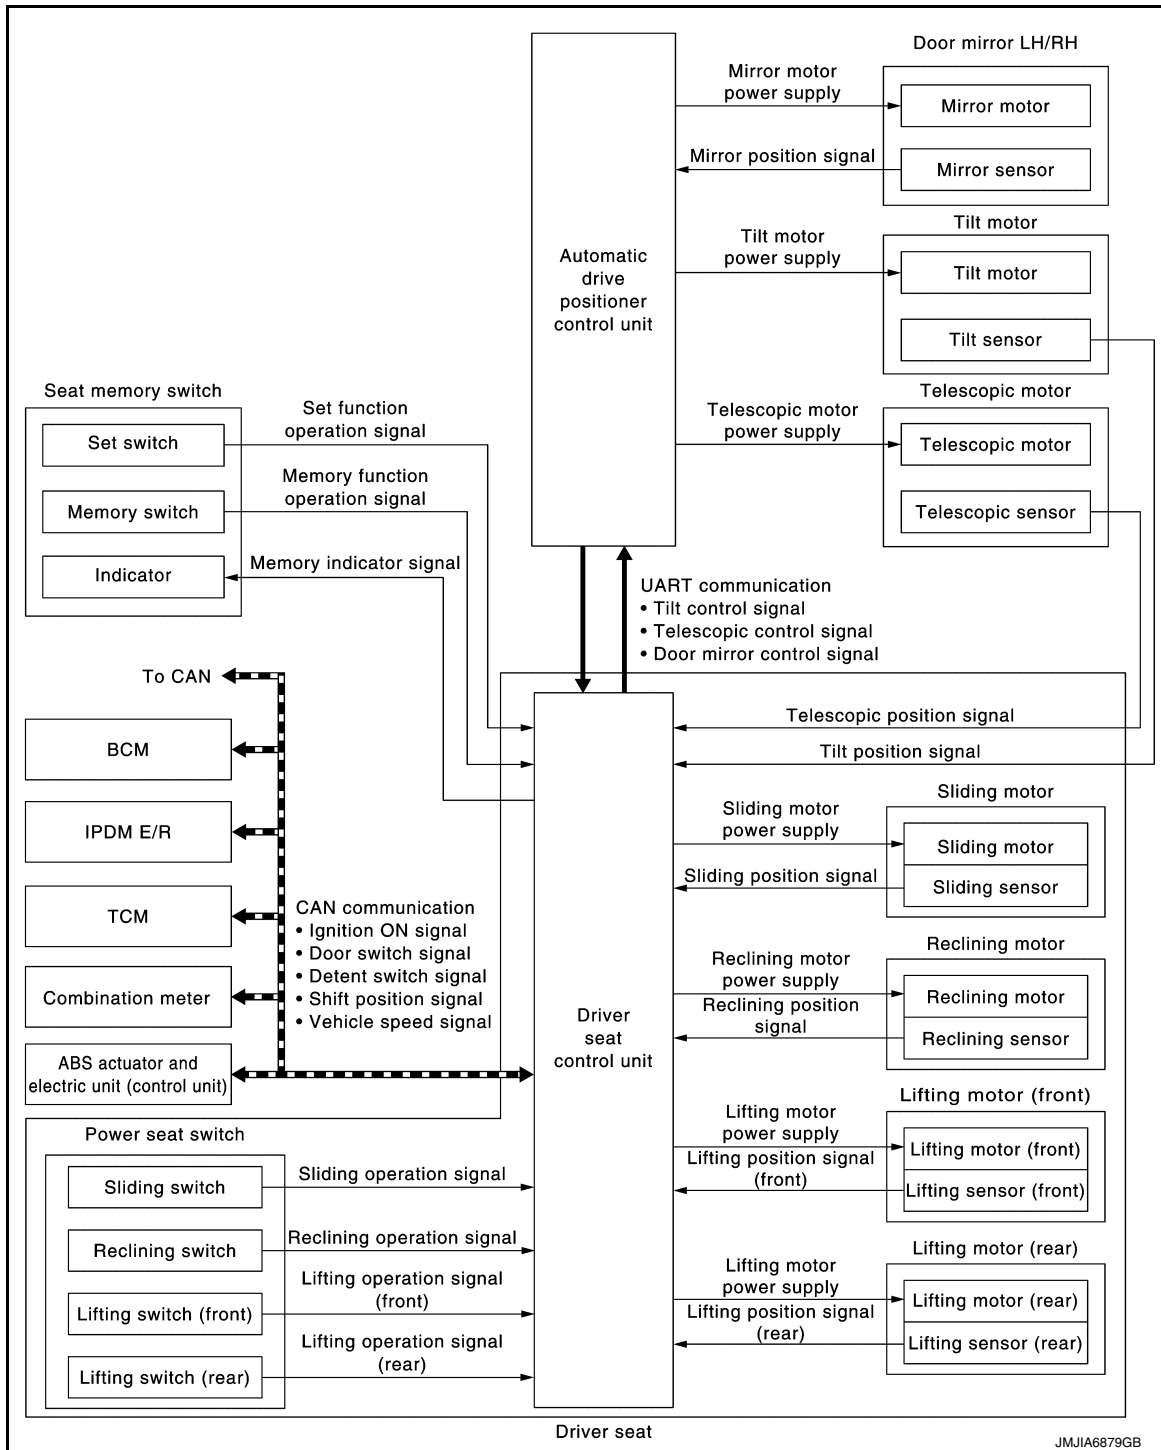 Door mirror LH/RH
Mirror motor
power supply
Mirror motor
Mirror position signal
Mirror sensor
Tilt motor
Tilt motor
power supply
Tilt motor
Automatic
drive
positioner
control unit
Tilt sensor
Telescopic motor
Telescopic motor
power supply
Telescopic motor
Telescopic sensor
Seat memory switch
Set function
operation signal
Set switch
Memory function
operation signal
Memory switch
Memory indicator signal
Indicator
UART communication
• Tilt control signal
• Telescopic control signal
• Door mirror control signal
To CAN
BCM
IPDM E/R
TCM
Combination meter
ABS actuator and
electric unit (control unit)
CAN communication
• Ignition ON signal
• Door switch signal
• Detent switch signal
• Shift position signal
• Vehicle speed signal
Telescopic position signal
Tilt position signal
Driver
seat
control unit
Sliding motor
Sliding motor
power supply
Sliding motor
Sliding position signal
Sliding sensor
Reclining motor
Reclining motor
power supply
Reclining motor
Reclining position
signal
Reclining sensor
Lifting motor (front)
Lifting motor
power supply
Lifting motor (front)
Lifting position signal
(front)
Lifting sensor (front)
Lifting motor (rear)
Lifting motor
power supply
Lifting motor (rear)
Lifting position signal
(rear)
Lifting sensor (rear)
Power seat switch
Sliding switch
Sliding operation signal
Reclining switch
Reclining operation signal
Lifting switch (front)
Lifting operation signal
(front)
Lifting switch (rear)
Lifting operation signal
(rear)
Driver seat
JMJIA6879GB